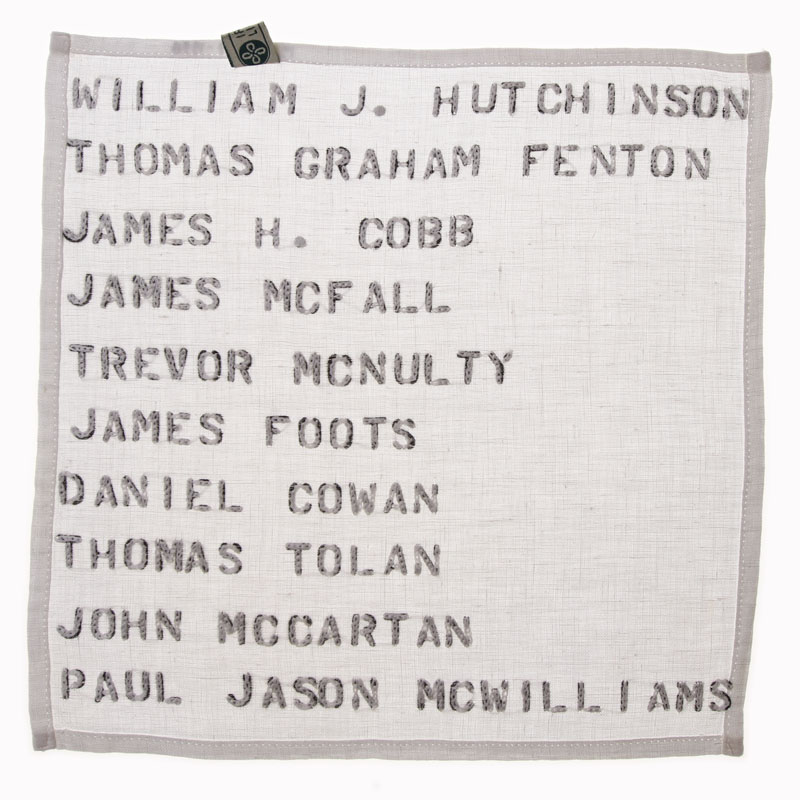 WILLIAM J. HUTCHINSON
THOMAS GRAHAM FENTON
JAMES H. COBB
JAMES MCFALL
TREVOR MCNULTY
JAMES FOOTS
DANIEL COWAN
THOMAS TOLAN
JOHN MCCARTAN
PAUL JASON MCWILLIAMS